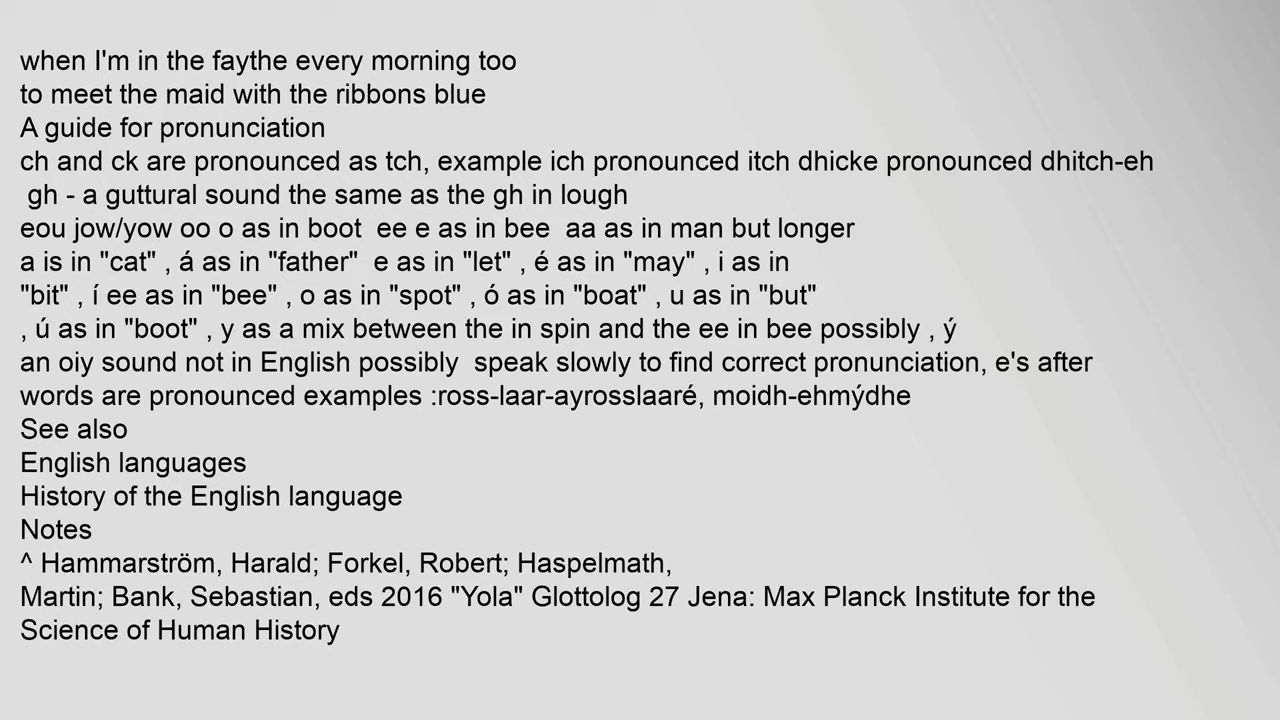 when I'm in the faythe every morning too
to meet the maid with the ribbons blue
A guide for pronunciation
ch and ck are pronounced as tch, example ich pronounced itch dhicke pronounced dhitch-eh
gh - a guttural sound the same as the gh in lough
eou jow/yow oo o as in boot  ee e as in bee  aa as in man but longer
a is in "cat" , á as in "father"  e as in "let" , é as in "may" , i as in
"bit" , í ee as in "bee" , o as in "spot" , ó as in "boat" , u as in "but"
, ú as in "boot" , y as a mix between the in spin and the ee in bee possibly , ý
an oiy sound not in English possibly  speak slowly to find correct pronunciation, e's after
words are pronounced examples :ross-laar-ayrosslaaré, moidh-ehmýdhe
See also
English languages
History of the English language
Notes
^ Hammarström, Harald; Forkel, Robert; Haspelmath,
Martin; Bank, Sebastian, eds 2016 "Yola" Glottolog 27 Jena: Max Planck Institute for the
Science of Human History